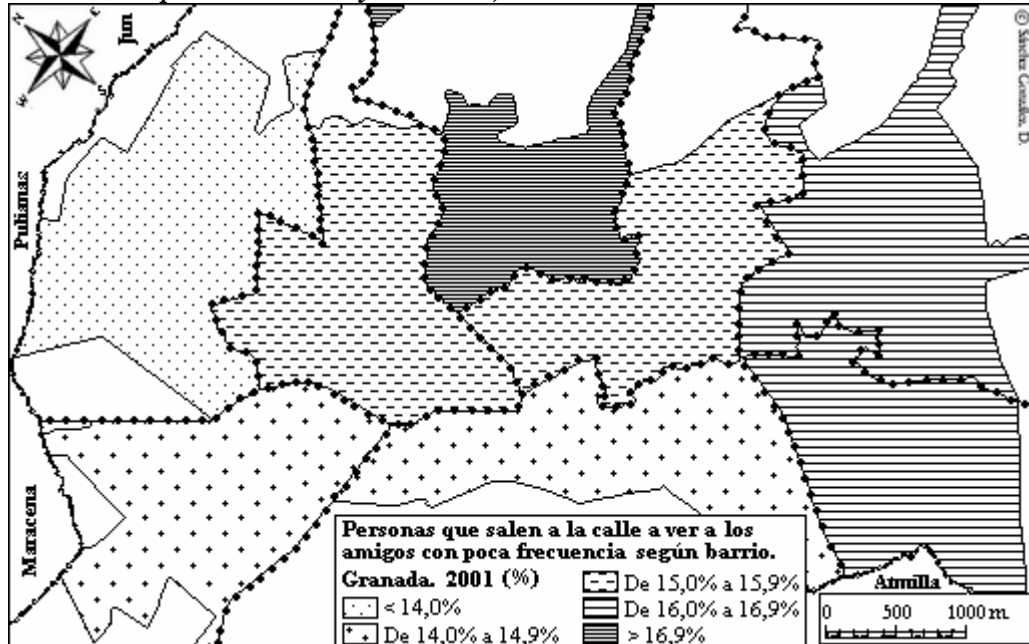 N
E
S
W
Jun
© Sánchez González, D.
Pulianas
Maracena
Personas que salen a la calle a ver a los
amigos con poca frecuencia según barrio.
Granada. 2001 (%)
< 14,0%
De 14,0% a 14,9%
De 15,0% a 15,9%
De 16,0% a 16,9%
> 16,9%
Atmilla
0 500 1000 m.